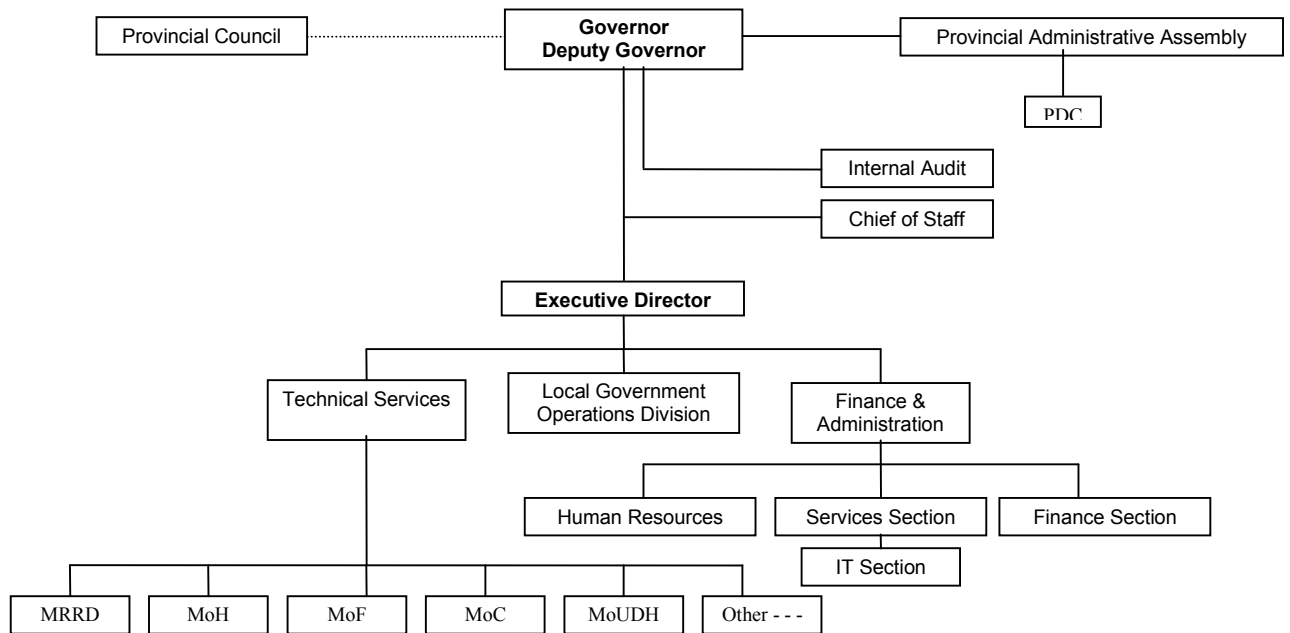 Provincial Council
Governor
Deputy Governor
Provincial Administrative Assembly
PDC
Internal Audit
Chief of Staff
Executive Director
Technical Services
Local Government
Operations Division
Finance &
Administration
Human Resources
Services Section
Finance Section
IT Section
MRRD
MoH
MoF
MoC
MoUDH
Other - - -